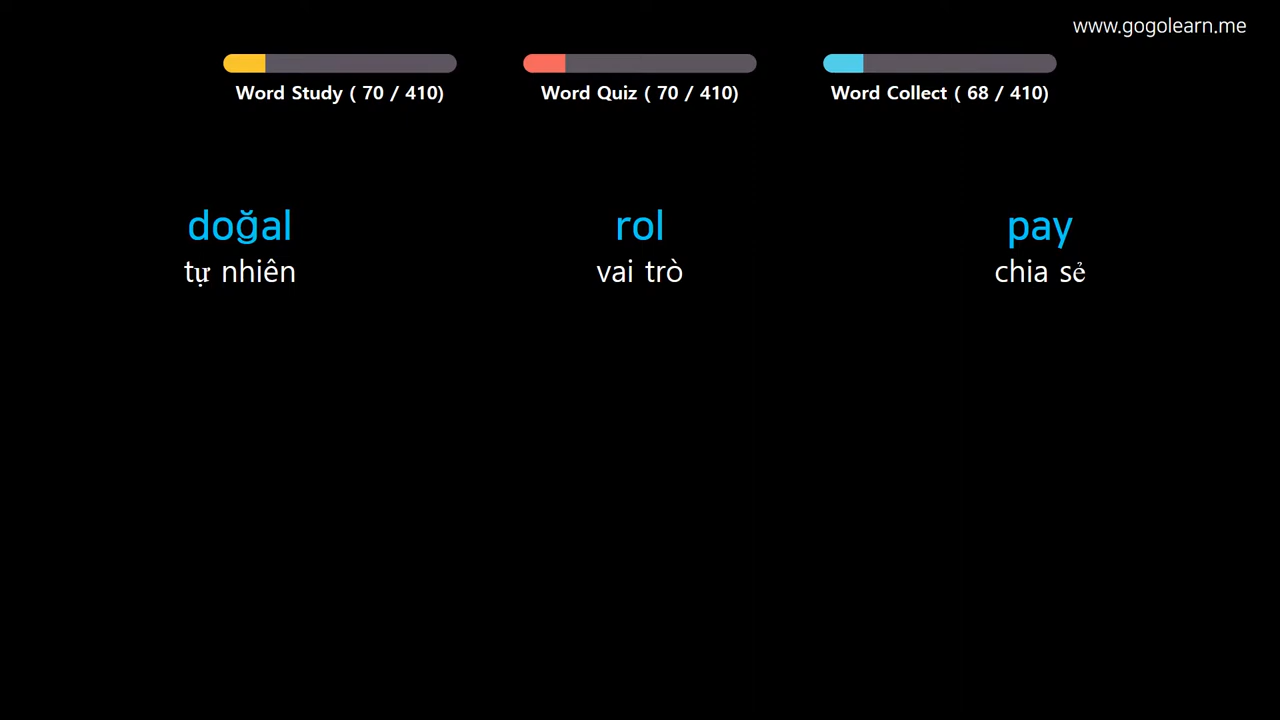 www.gogolearn.me
Word Study ( 70 / 410)
Word Quiz ( 70 / 410)
Word Collect ( 68 / 410)
doğal
tự nhiên
rol
vai trò
pay
chia sẻ